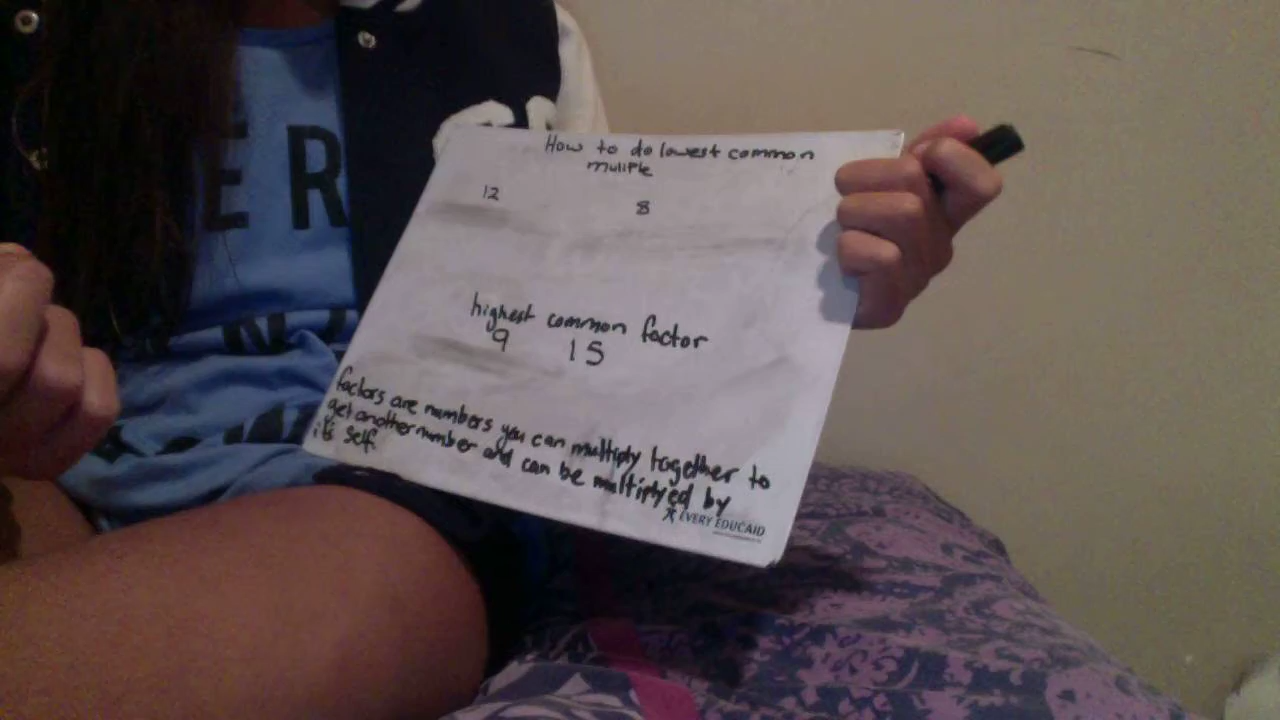 How to do lowest common
muliple
12 8
highest common factor
9 15
factors are numbers you can multiply together to
get another number and can be multiplyed by
it's self.
EVERY EDUCAID
ER